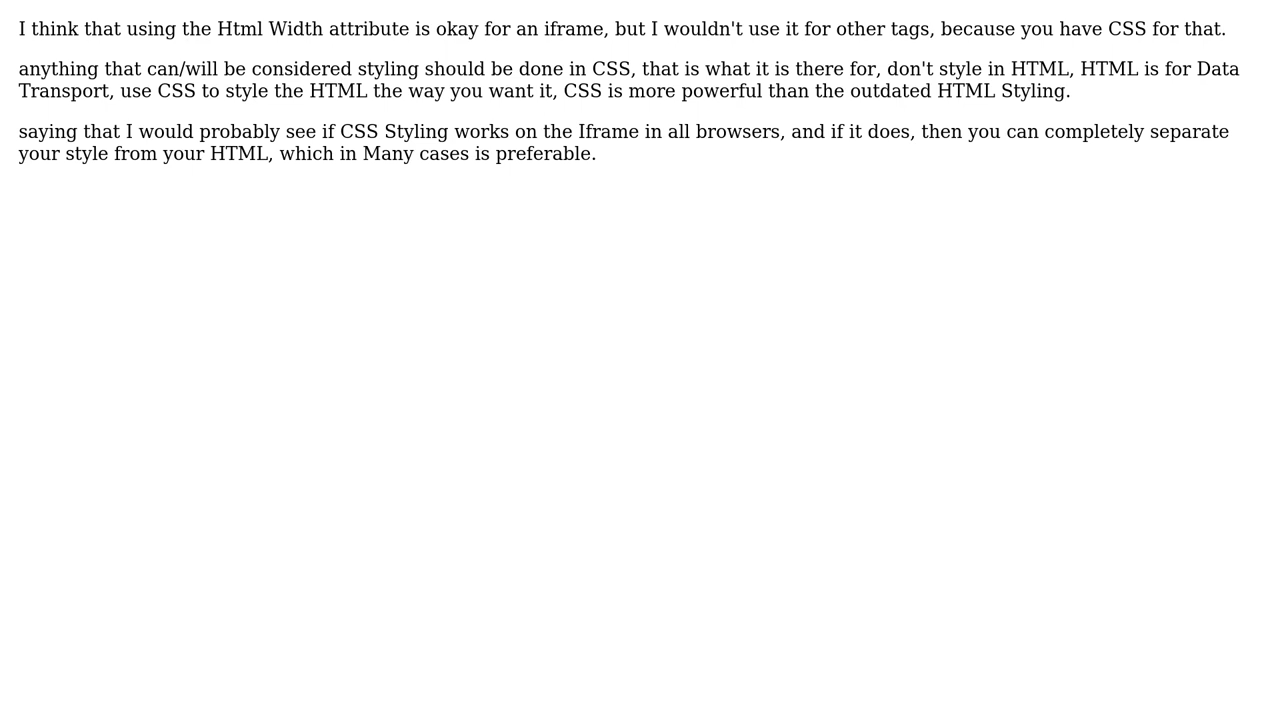 I think that using the Html Width attribute is okay for an iframe, but I wouldn't use it for other tags, because you have CSS for that.
anything that can/will be considered styling should be done in CSS, that is what it is there for, don't style in HTML, HTML is for Data
Transport, use CSS to style the HTML the way you want it, CSS is more powerful than the outdated HTML Styling.
saying that I would probably see if CSS Styling works on the Iframe in all browsers, and if it does, then you can completely separate
your style from your HTML, which in Many cases is preferable.